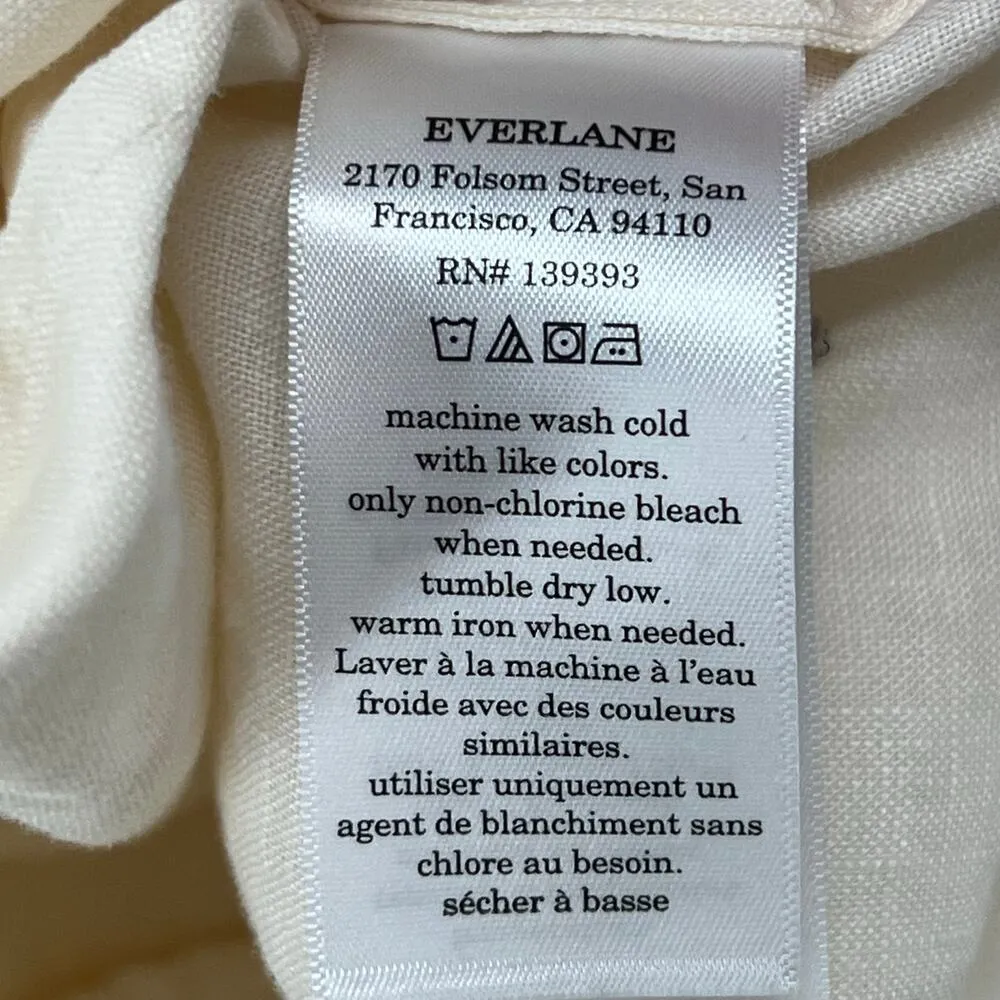 EVERLANE
2170 Folsom Street, San
Francisco, CA 94110
RN# 139393
machine wash cold
with like colors.
only non-chlorine bleach
when needed.
tumble dry low.
warm iron when needed.
Laver à la machine à l'eau
froide avec des couleurs
similaires.
utiliser uniquement un
agent de blanchiment sans
chlore au besoin.
sécher à basse